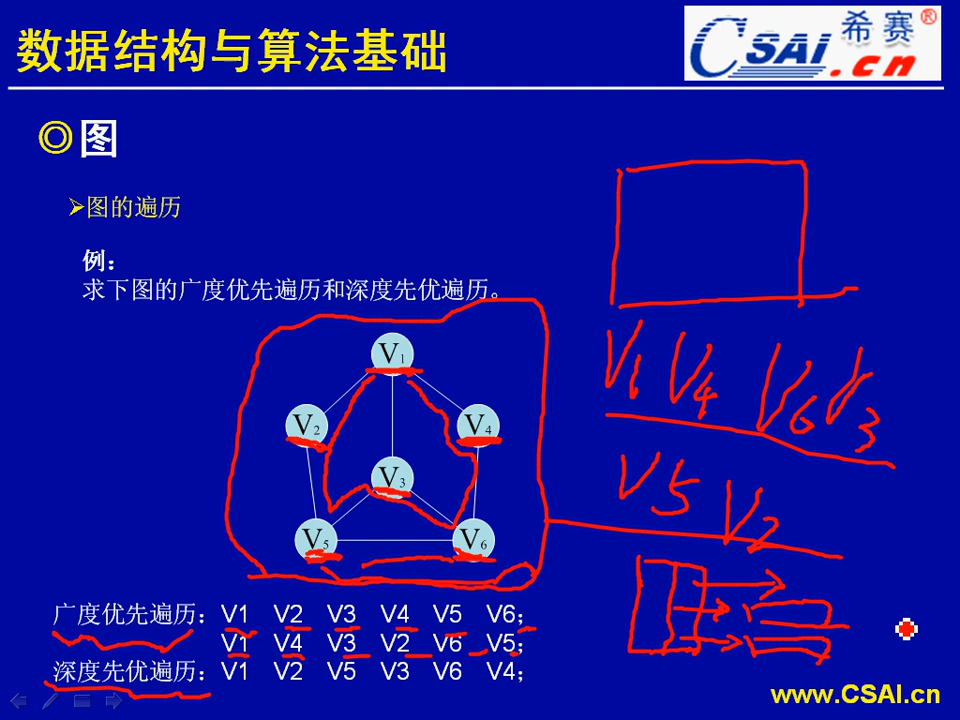 数据结构与算法基础
CSAI.cn 希赛®
◎图
➢图的遍历
例：
求下图的广度优先遍历和深度先优遍历。
V1
V2
V4
V3
V5
V6
V1 V4 V6 V3
V5 V2
广度优先遍历：V1 V2 V3 V4 V5 V6;
V1 V4 V3 V2 V6 V5;
深度先优遍历：V1 V2 V5 V3 V6 V4;
www.CSAI.cn